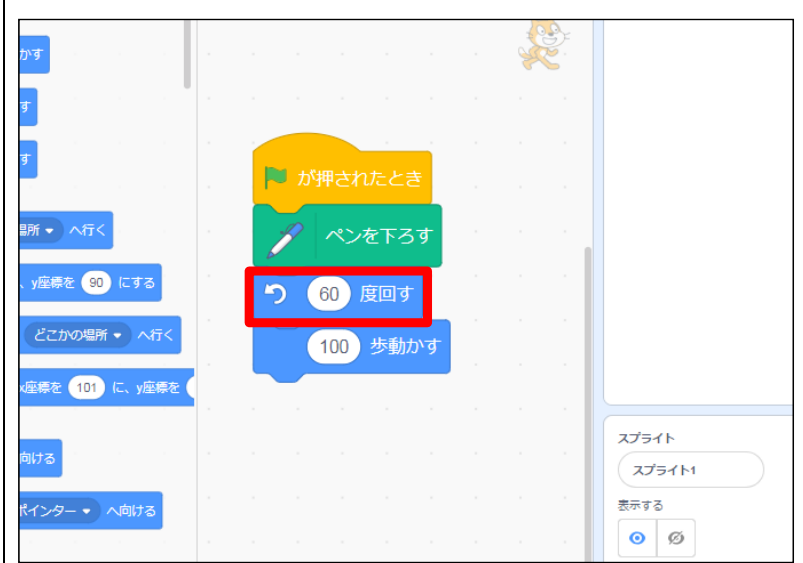 かす
す
す
場所 へ行く
、y座標を 90 にする
どこかの場所 へ行く
x座標を 101 に、y座標を
向ける
ポインター へ向ける
が押されたとき
ペンを下ろす
60 度回す
100 歩動かす
スプライト
スプライト1
表示する